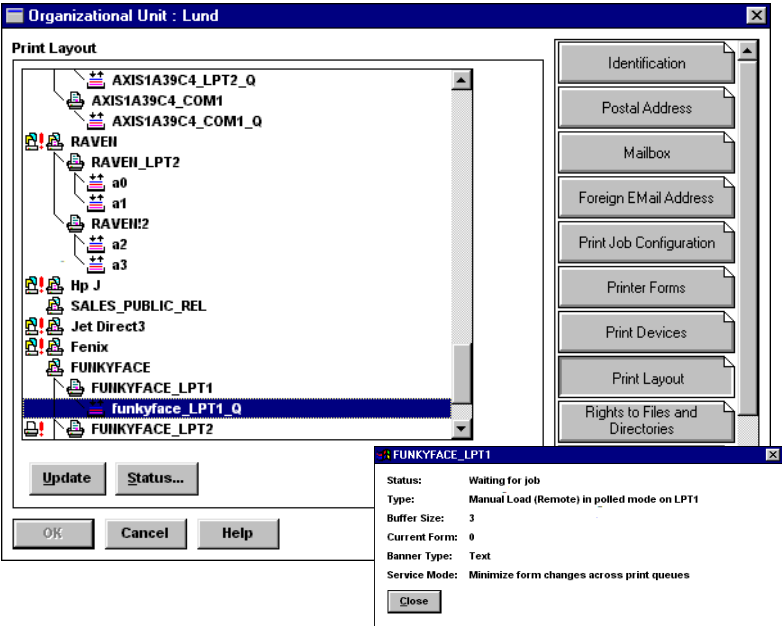 Organizational Unit : Lund
Print Layout
AXIS1A39C4_LPT2_Q
AXIS1A39C4_COM1
AXIS1A39C4_COM1_Q
RAVEN
RAVEN_LPT2
a0
a1
RAVEN!2
a2
a3
Hp J
SALES_PUBLIC_REL
Jet Direct3
Fenix
FUNKYFACE
FUNKYFACE_LPT1
funkyface_LPT1_Q
FUNKYFACE_LPT2
Update
Status...
OK
Cancel
Help
Identification
Postal Address
Mailbox
Foreign EMail Address
Print Job Configuration
Printer Forms
Print Devices
Print Layout
Rights to Files and
Directories
FUNKYFACE_LPT1
Status: Waiting for job
Type: Manual Load (Remote) in polled mode on LPT1
Buffer Size: 3
Current Form: 0
Banner Type: Text
Service Mode: Minimize form changes across print queues
Close